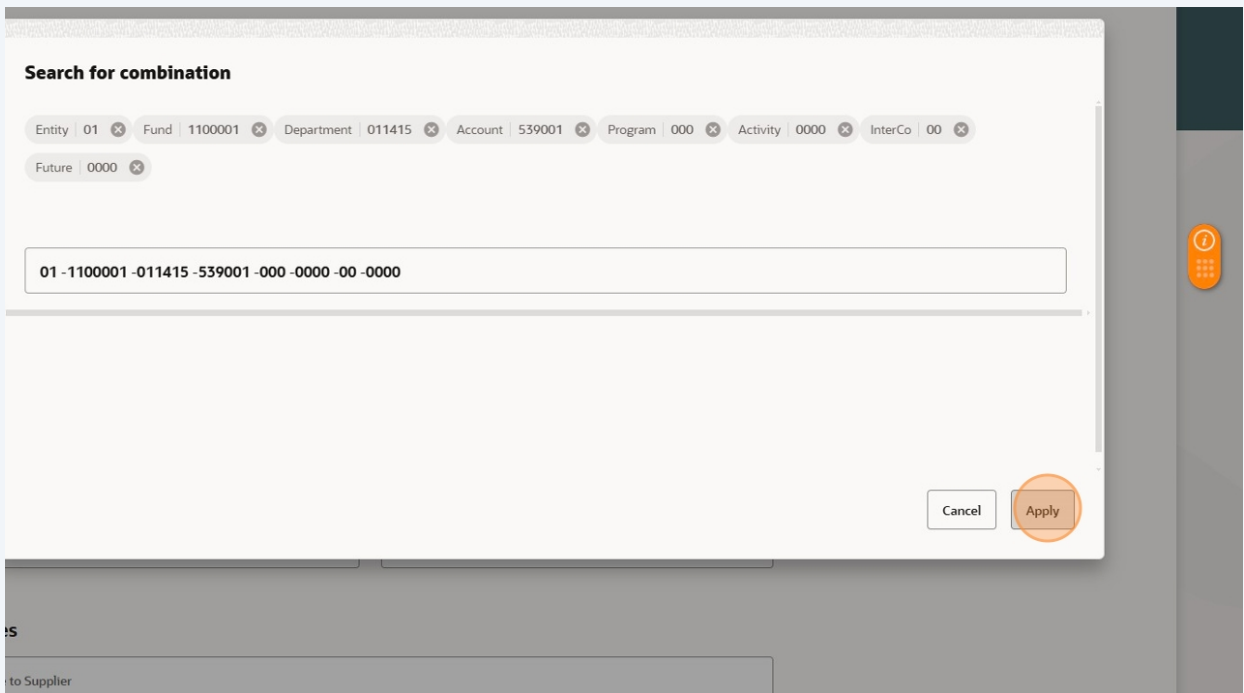 Search for combination
Entity 01 Fund 1100001 Department 011415 Account 539001 Program 000 Activity 0000 InterCo 00
Future 0000
01 -1100001 -011415 -539001 -000 -0000 -00 -0000
Cancel Apply
to Supplier